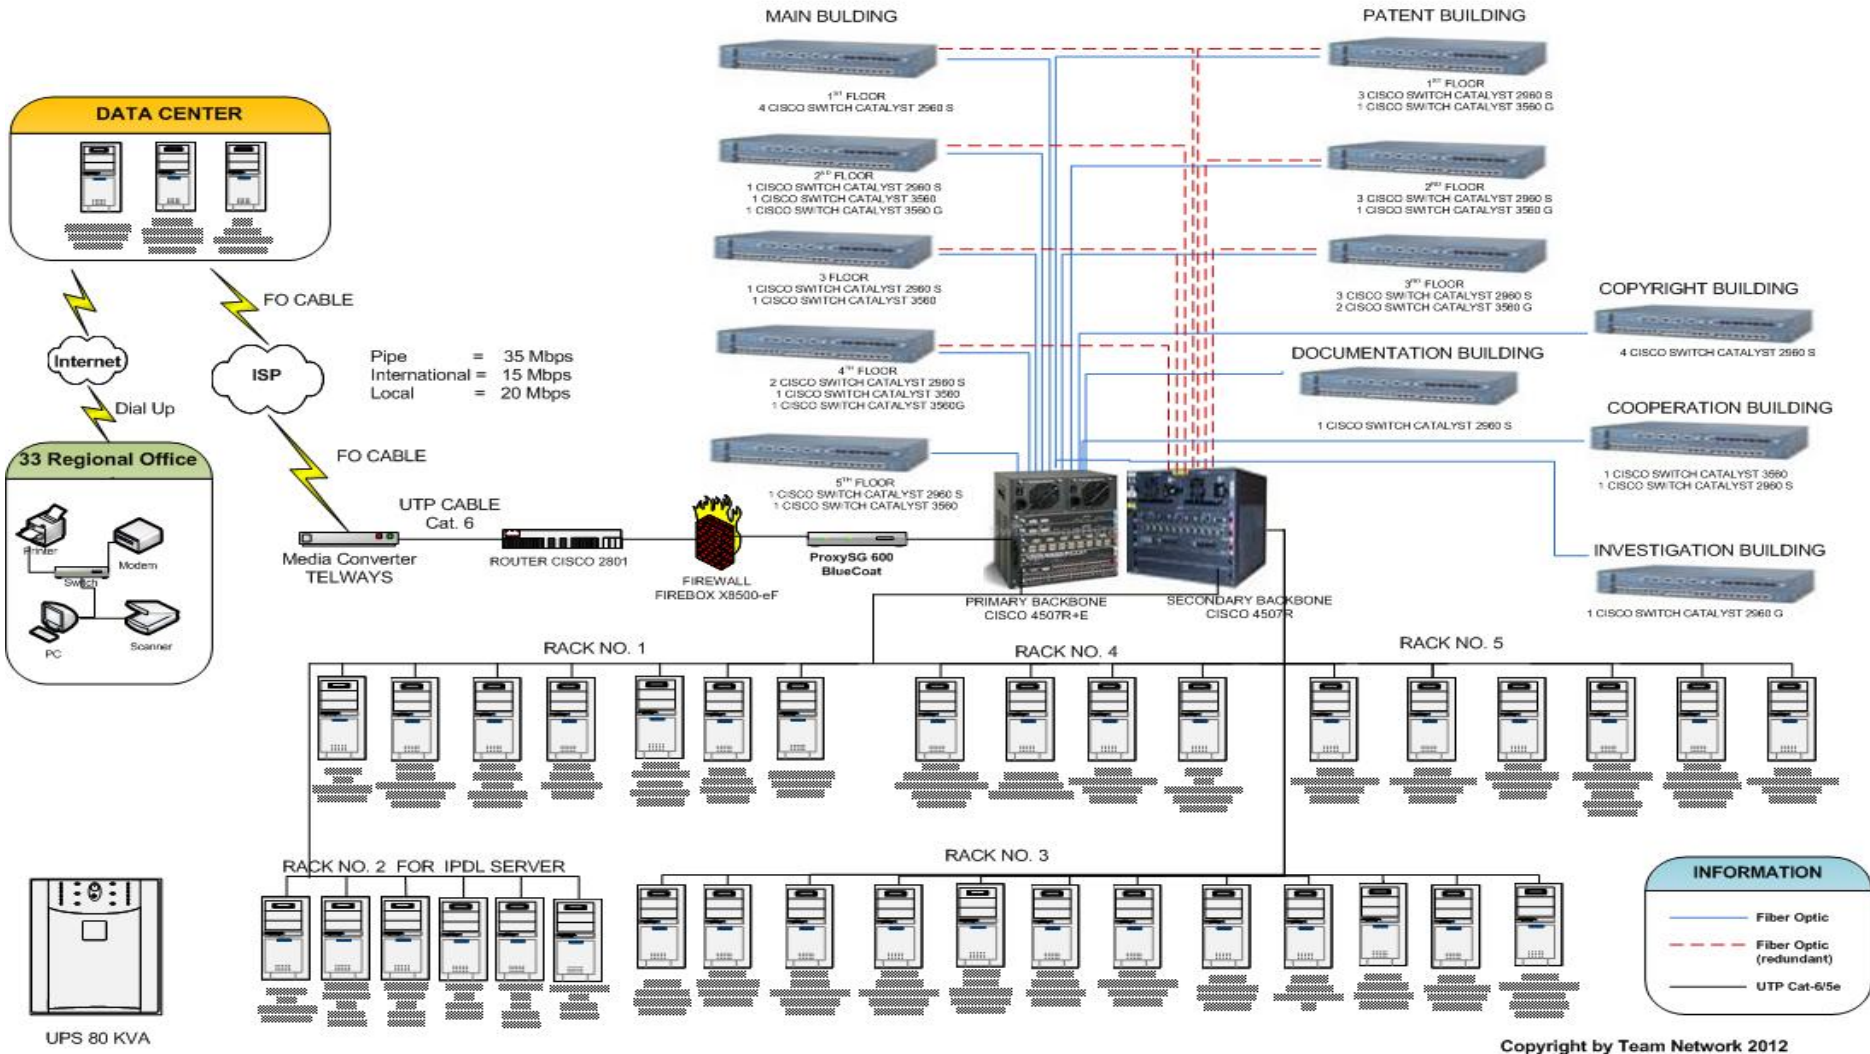 MAIN BULDING
PATENT BUILDING
1ST FLOOR
4 CISCO SWITCH CATALYST 2960 S
1ST FLOOR
3 CISCO SWITCH CATALYST 2960 S
1 CISCO SWITCH CATALYST 3560 G
DATA CENTER
2ND FLOOR
1 CISCO SWITCH CATALYST 2960 S
1 CISCO SWITCH CATALYST 3560
1 CISCO SWITCH CATALYST 3560 G
2ND FLOOR
3 CISCO SWITCH CATALYST 2960 S
1 CISCO SWITCH CATALYST 3560 G
3 FLOOR
1 CISCO SWITCH CATALYST 2960 S
1 CISCO SWITCH CATALYST 3560
3RD FLOOR
3 CISCO SWITCH CATALYST 2960 S
2 CISCO SWITCH CATALYST 3560 G
COPYRIGHT BUILDING
4 CISCO SWITCH CATALYST 2960 S
FO CABLE
Internet
ISP
Pipe = 35 Mbps
International = 15 Mbps
Local = 20 Mbps
4TH FLOOR
2 CISCO SWITCH CATALYST 2960 S
1 CISCO SWITCH CATALYST 3560
1 CISCO SWITCH CATALYST 3560G
DOCUMENTATION BUILDING
1 CISCO SWITCH CATALYST 2960 S
COOPERATION BUILDING
1 CISCO SWITCH CATALYST 3560
1 CISCO SWITCH CATALYST 2960 S
Dial Up
33 Regional Office
Printer
Modem
Switch
PC
Scanner
FO CABLE
5TH FLOOR
1 CISCO SWITCH CATALYST 2960 S
1 CISCO SWITCH CATALYST 3560
UTP CABLE
Cat. 6
Media Converter
TELWAYS
ROUTER CISCO 2801
FIREWALL
FIREBOX X8500-eF
ProxySG 600
BlueCoat
PRIMARY BACKBONE
CISCO 4507R+E
SECONDARY BACKBONE
CISCO 4507R
INVESTIGATION BUILDING
1 CISCO SWITCH CATALYST 2960 G
RACK NO. 1
RACK NO. 4
RACK NO. 5
RACK NO. 2 FOR IPDL SERVER
RACK NO. 3
UPS 80 KVA
INFORMATION
Fiber Optic
Fiber Optic
(redundant)
UTP Cat-6/5e
Copyright by Team Network 2012